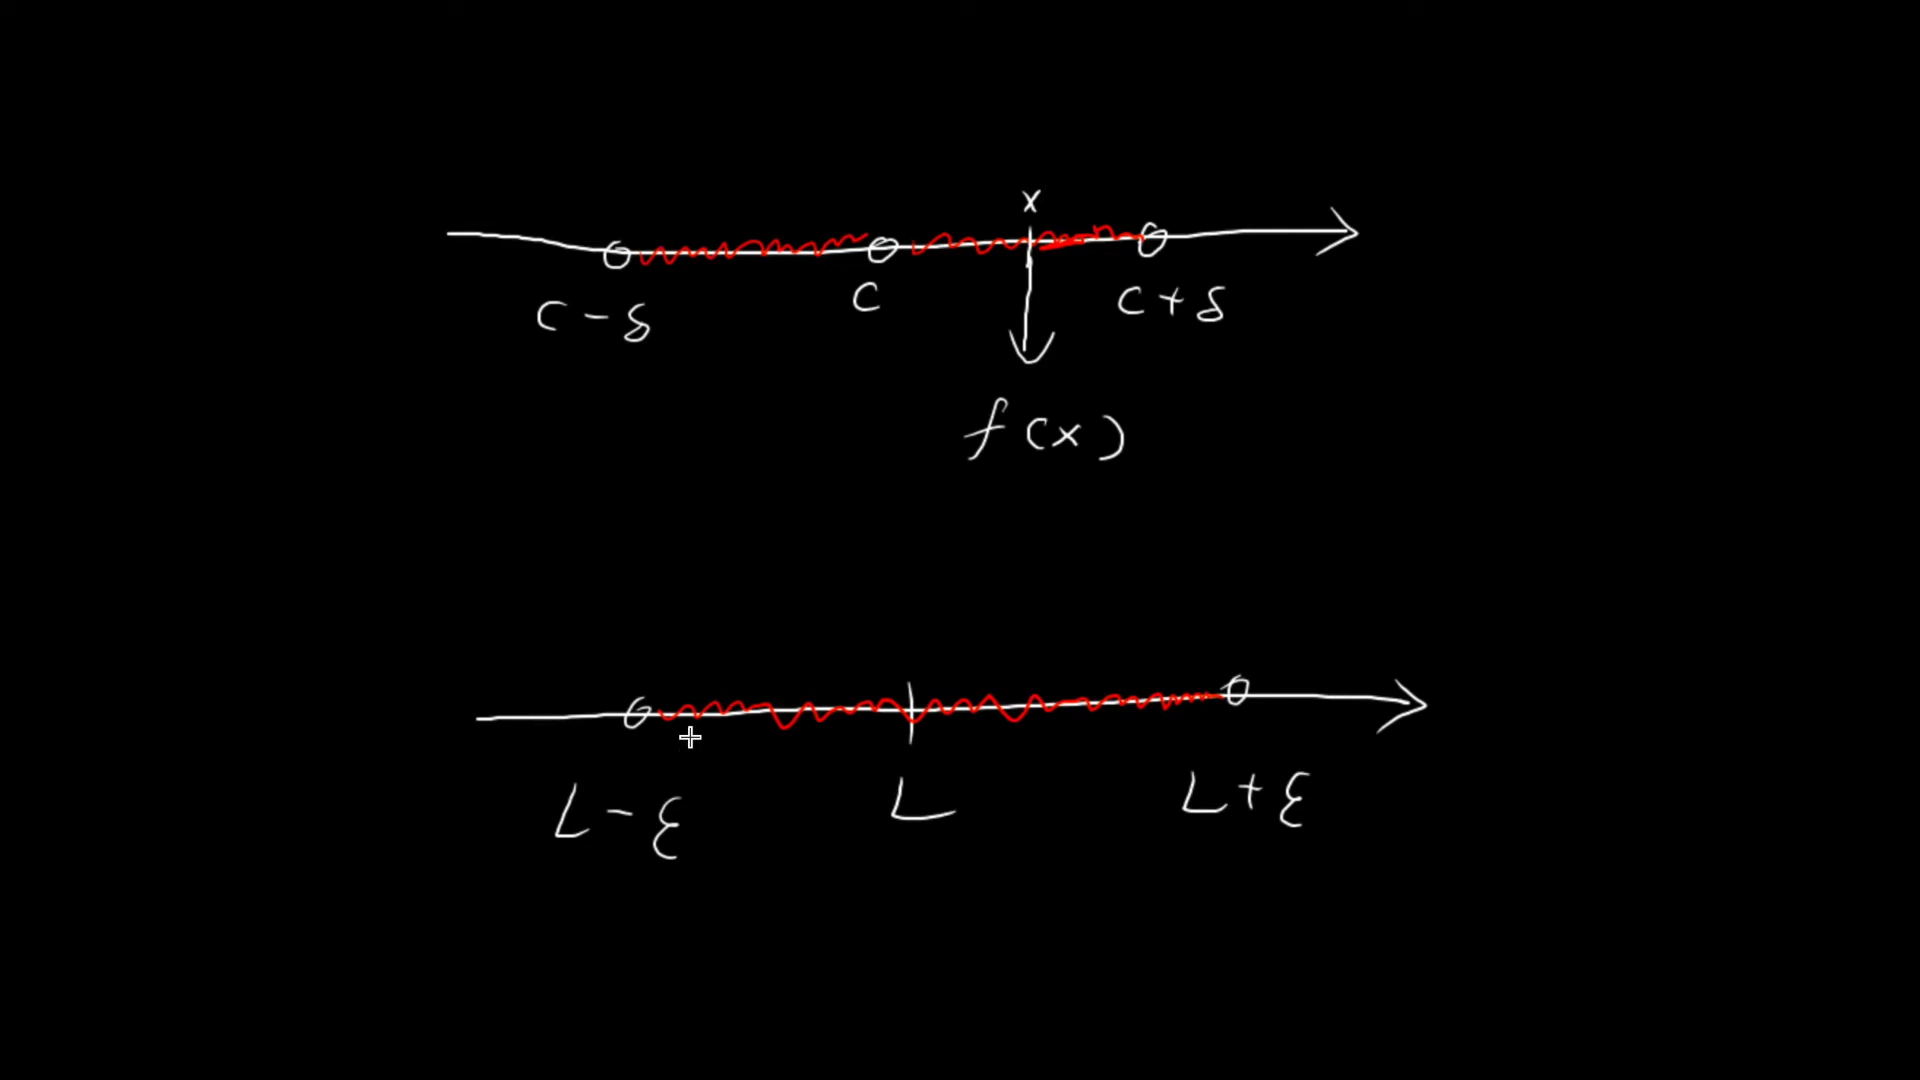 x
c - δ
c
c + δ
f(x)
L - ε
L
L + ε